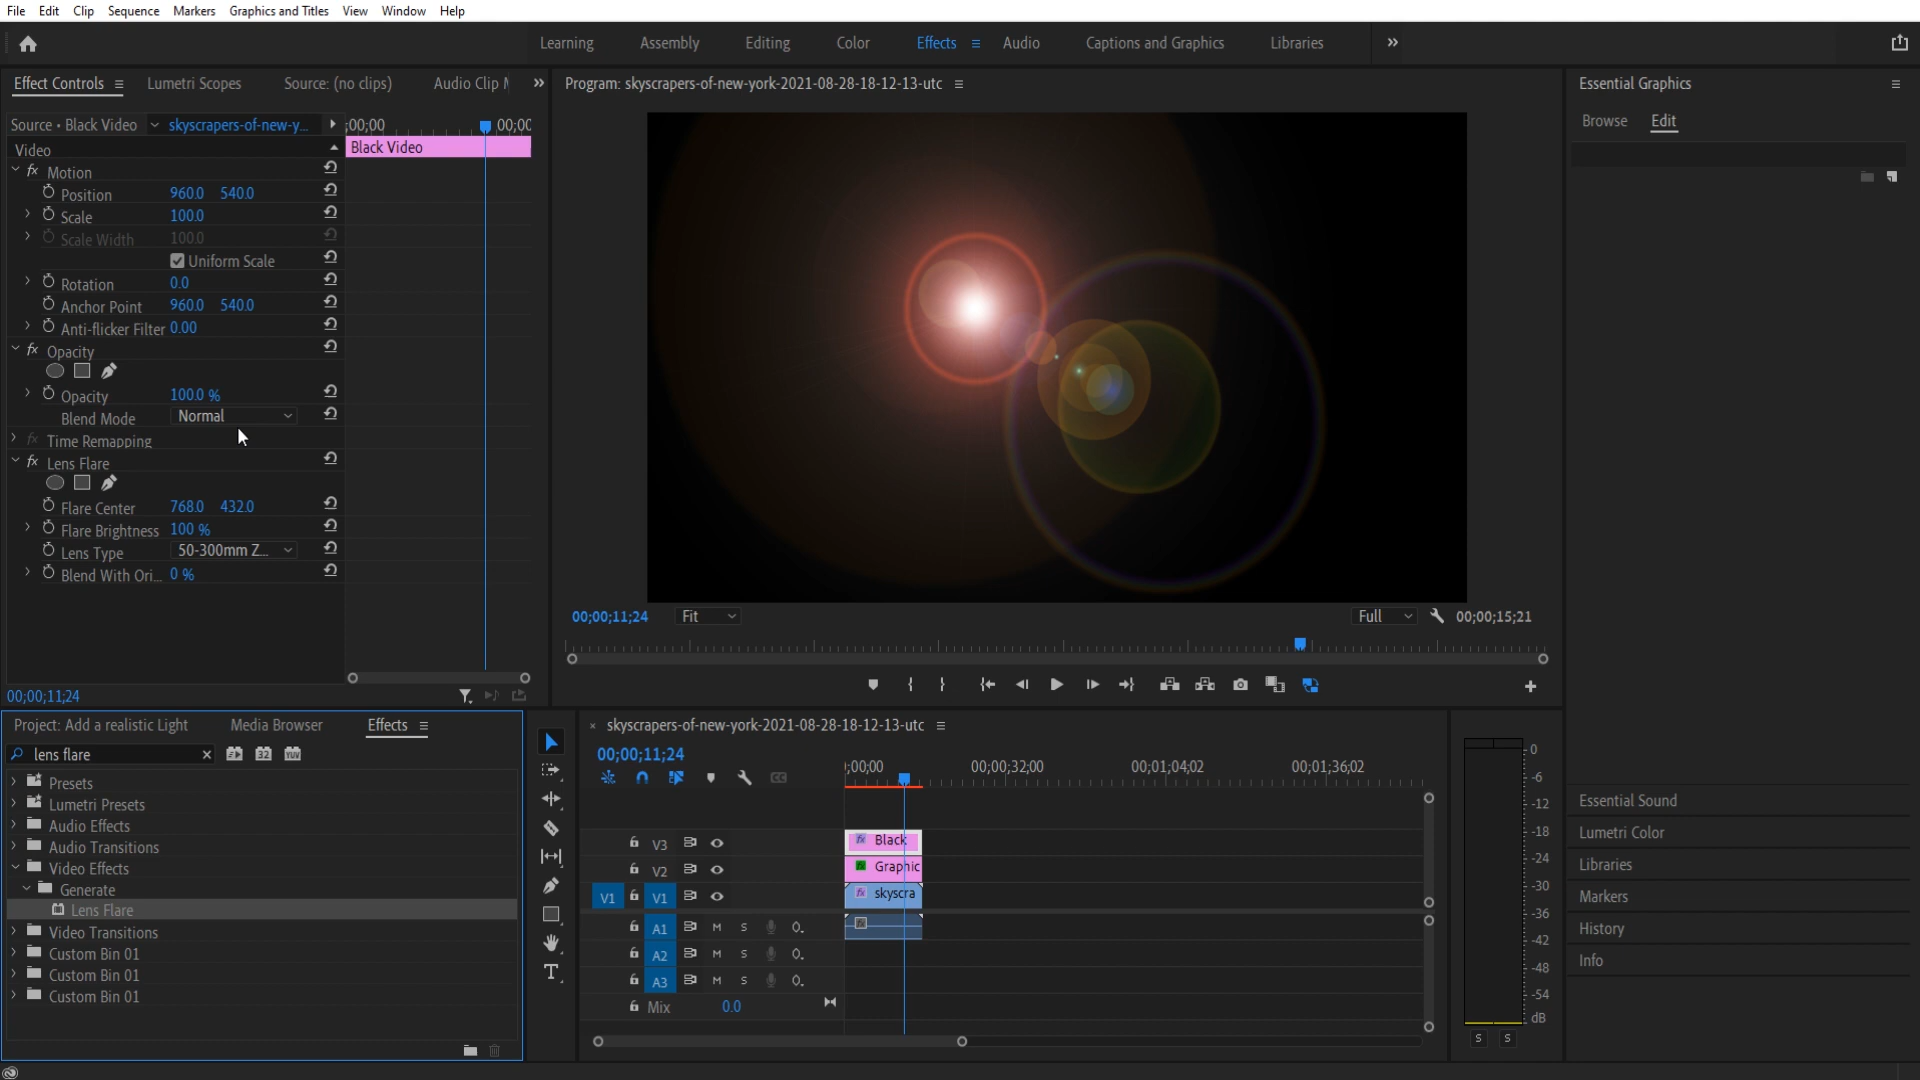 File Edit Clip Sequence Markers Graphics and Titles View Window Help
Learning Assembly Editing Color Effects Audio Captions and Graphics Libraries
Effect Controls Lumetri Scopes Source: (no clips) Audio Clip M
Program: skyscrapers-of-new-york-2021-08-28-18-12-13-utc
Essential Graphics
Browse Edit
Source • Black Video skyscrapers-of-new-y... ;00;00 00;00
Video
Black Video
fx Motion
Position 960.0 540.0
Scale 100.0
Scale Width 100.0
Uniform Scale
Rotation 0.0
Anchor Point 960.0 540.0
Anti-flicker Filter 0.00
fx Opacity
Opacity 100.0 %
Blend Mode Normal
fx Time Remapping
fx Lens Flare
Flare Center 768.0 432.0
Flare Brightness 100 %
Lens Type 50-300mm Z...
Blend With Ori... 0 %
00;00;11;24
00;00;11;24 Fit Full 00;00;15;21
Project: Add a realistic Light Media Browser Effects
lens flare 32 YUV
Presets
Lumetri Presets
Audio Effects
Audio Transitions
Video Effects
Generate
Lens Flare
Video Transitions
Custom Bin 01
Custom Bin 01
Custom Bin 01
× skyscrapers-of-new-york-2021-08-28-18-12-13-utc
00;00;11;24
;00;00 00;00;32;00 00;01;04;02 00;01;36;02
V3 fx Black
V2 fx Graphic
V1 V1 fx skyscra
A1 M S fx
A2 M S
A3 M S
Mix 0.0
T
0
-6
-12
-18
-24
-30
-36
-42
-48
-54
dB
S S
Essential Sound
Lumetri Color
Libraries
Markers
History
Info